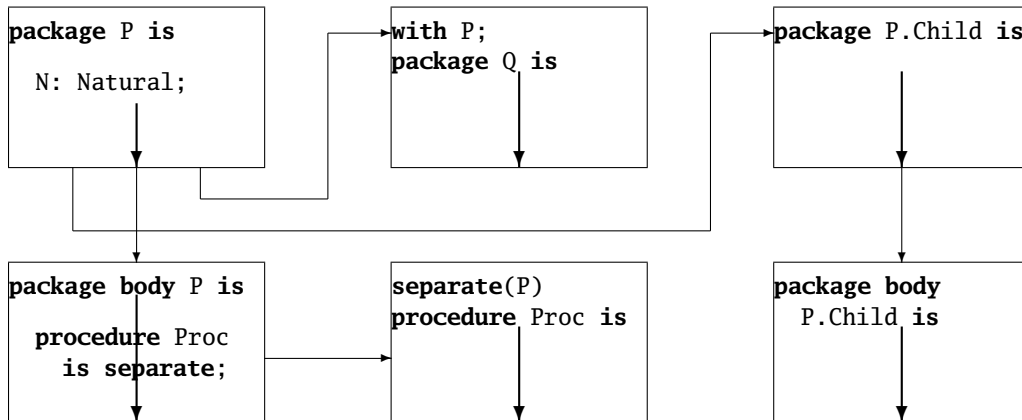 package P is
N: Natural;
with P;
package Q is
package P.Child is
package body P is
procedure Proc
is separate;
separate(P)
procedure Proc is
package body
P.Child is